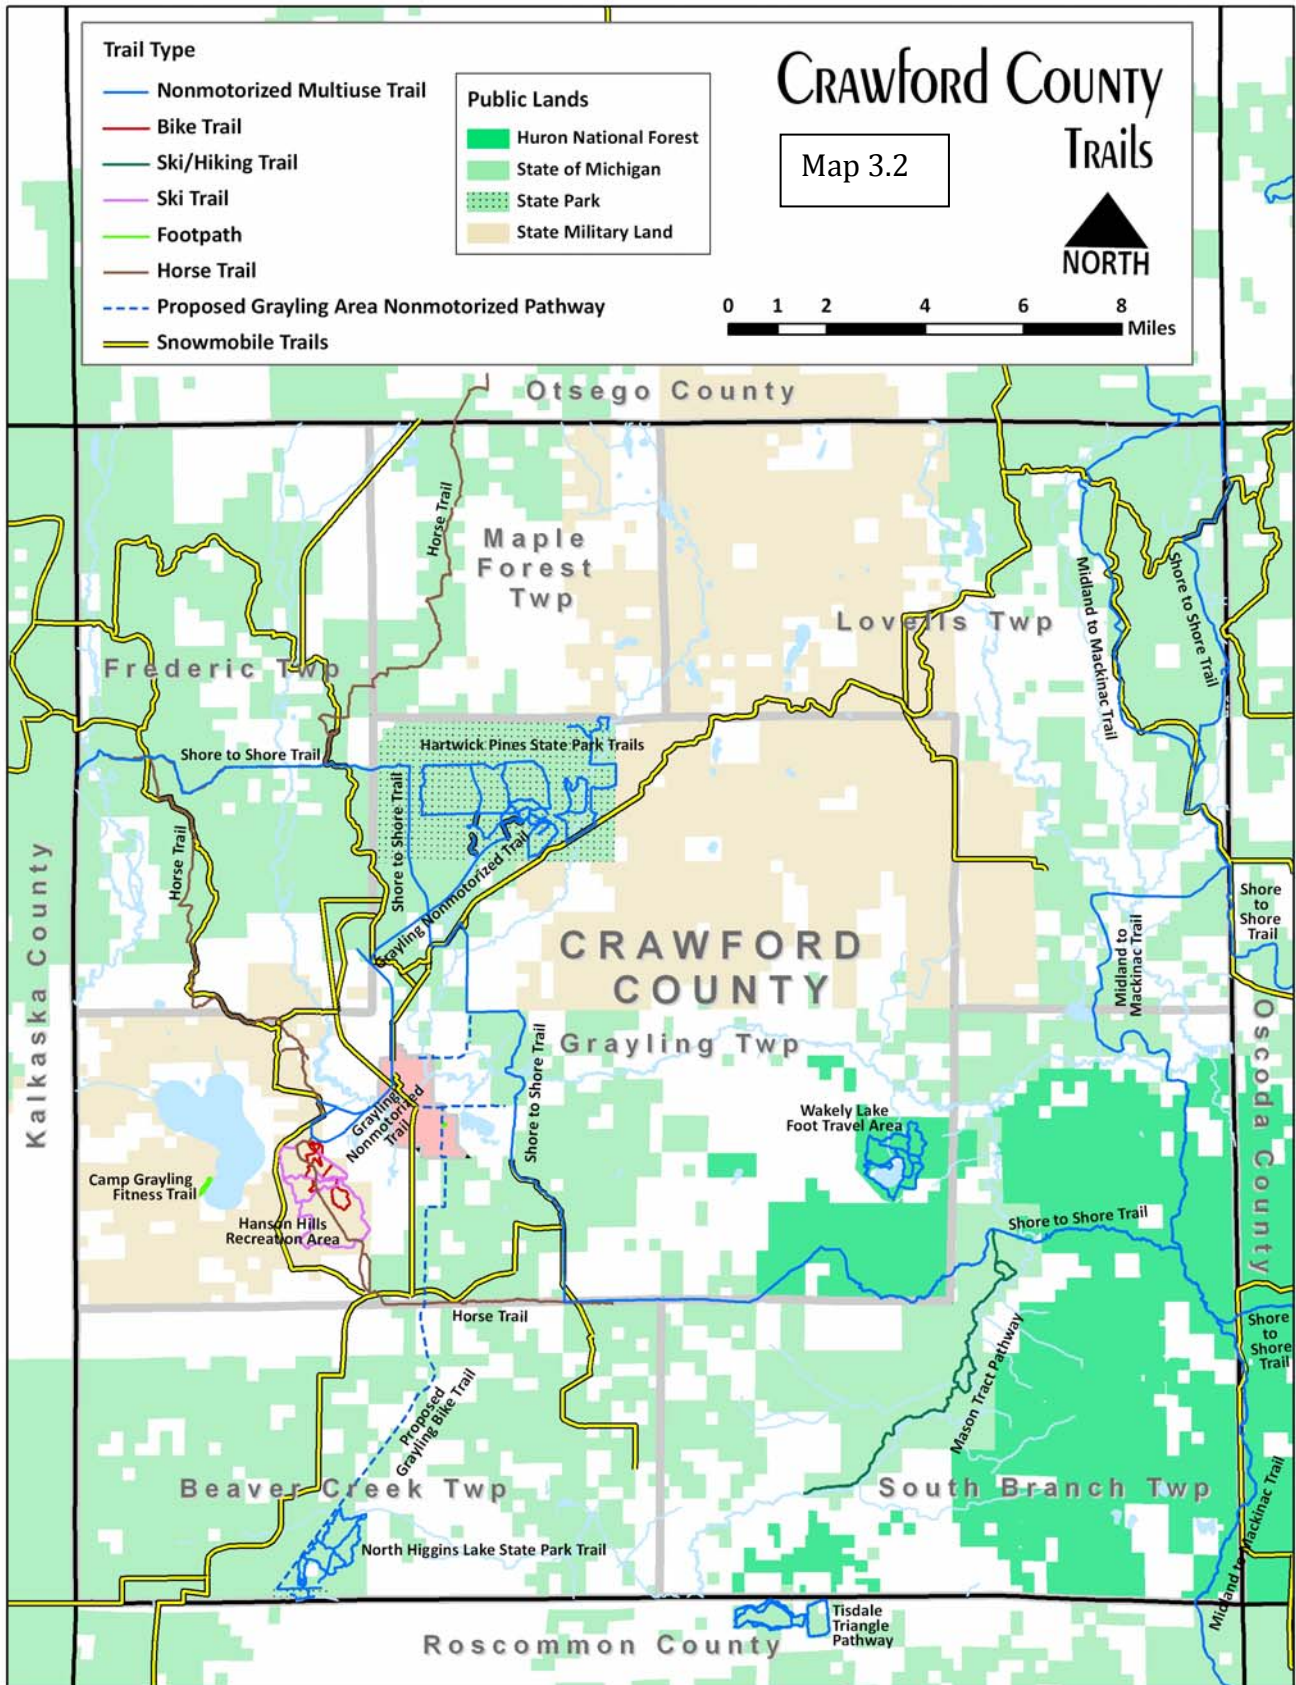 Trail Type
Nonmotorized Multiuse Trail
Bike Trail
Ski/Hiking Trail
Ski Trail
Footpath
Horse Trail
Proposed Grayling Area Nonmotorized Pathway
Snowmobile Trails
Public Lands
Huron National Forest
State of Michigan
State Park
State Military Land
Crawford County
Trails
Map 3.2
NORTH
0 1 2 4 6 8
Miles
Otsego County
Horse Trail
Maple
Forest
Twp
Lovells Twp
Midland to Mackinac Trail
Shore to Shore Trail
Frederic Twp
Shore to Shore Trail
Hartwick Pines State Park Trails
Shore to Shore Trail
Grayling Nonmotorized Trail
Horse Trail
Kalkaska County
CRAWFORD
COUNTY
Shore
to
Shore
Trail
Midland to
Mackinac Trail
Oscoda County
Grayling Twp
Shore to Shore Trail
Grayling
Nonmotorized
Trail
Wakely Lake
Foot Travel Area
Camp Grayling
Fitness Trail
Hanson Hills
Recreation Area
Shore to Shore Trail
Horse Trail
Shore
to
Shore
Trail
Mason Tract Pathway
Proposed
Grayling Bike Trail
Beaver Creek Twp
South Branch Twp
Midland to Mackinac Trail
North Higgins Lake State Park Trail
Tisdale
Triangle
Pathway
Roscommon County